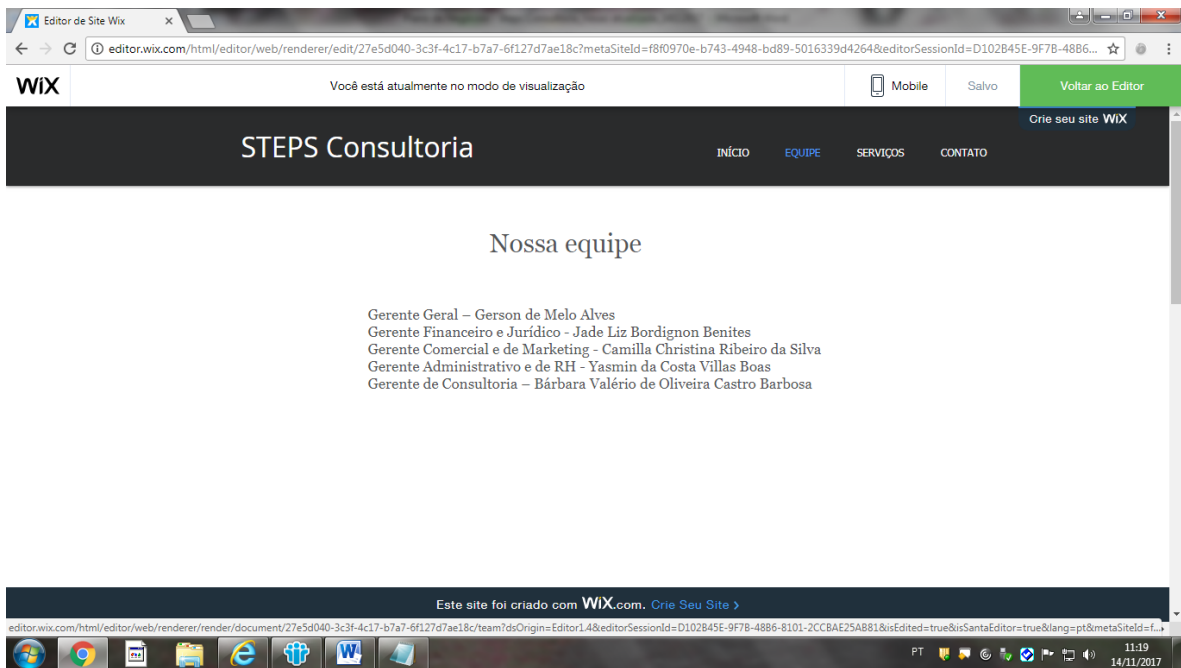 Editor de Site Wix
editor.wix.com/html/editor/web/renderer/edit/27e5d040-3c3f-4c17-b7a7-6f127d7ae18c?metaSiteId=f8f0970e-b743-4948-bd89-5016339d4264&editorSessionId=D102B45E-9F7B-48B6...
WiX
Você está atualmente no modo de visualização
Mobile
Salvo
Voltar ao Editor
Crie seu site WiX
STEPS Consultoria
INÍCIO EQUIPE SERVIÇOS CONTATO
Nossa equipe
Gerente Geral – Gerson de Melo Alves
Gerente Financeiro e Jurídico - Jade Liz Bordignon Benites
Gerente Comercial e de Marketing - Camilla Christina Ribeiro da Silva
Gerente Administrativo e de RH - Yasmin da Costa Villas Boas
Gerente de Consultoria – Bárbara Valério de Oliveira Castro Barbosa
Este site foi criado com WiX.com. Crie Seu Site >
editor.wix.com/html/editor/web/renderer/render/document/27e5d040-3c3f-4c17-b7a7-6f127d7ae18c/team?dsOrigin=Editor1.4&editorSessionId=D102B45E-9F7B-48B6-8101-2CCBAE25AB81&isEdited=true&isSantaEditor=true&lang=pt&metaSiteId=f...
PT
11:19
14/11/2017